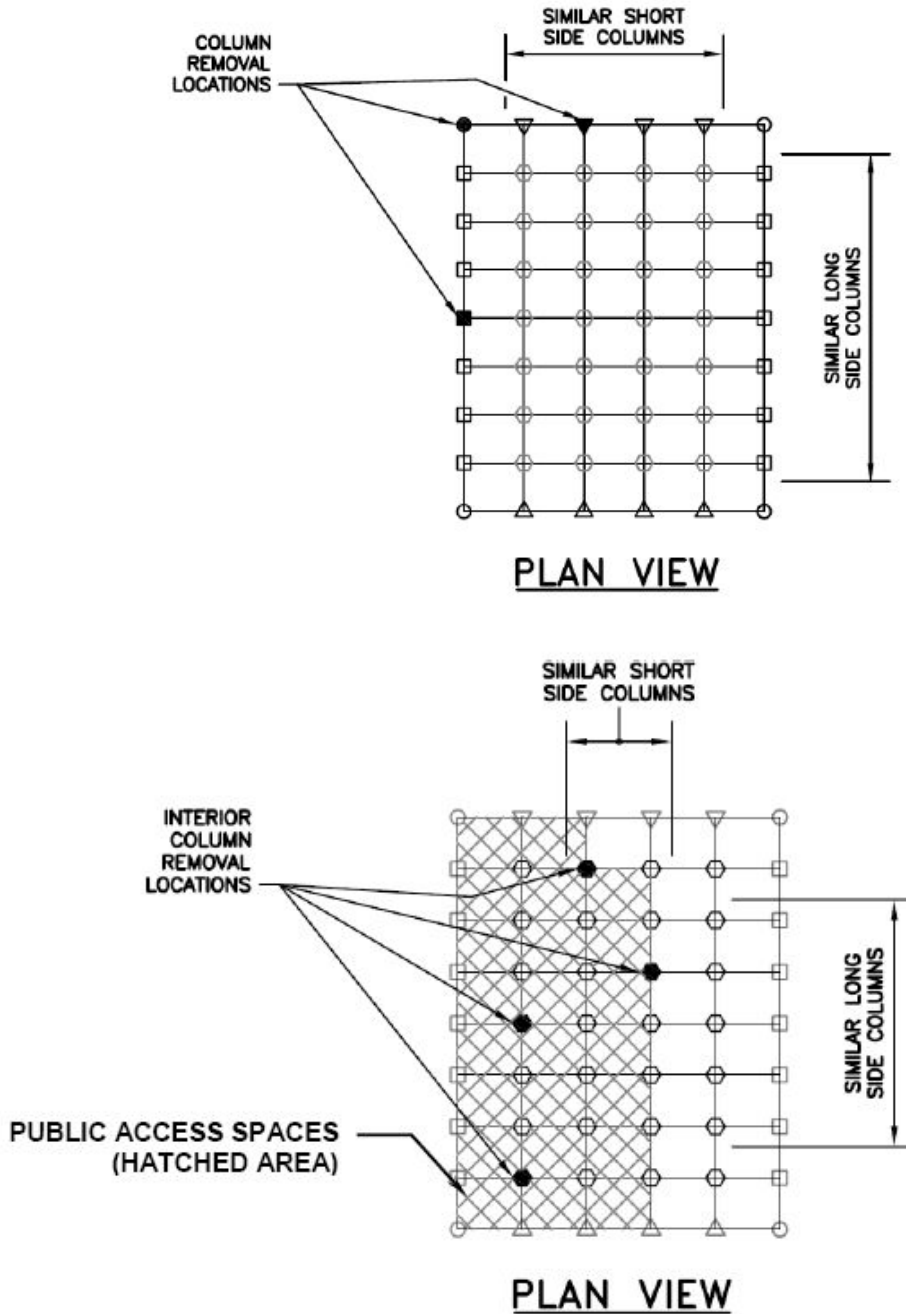 SIMILAR SHORT
SIDE COLUMNS
COLUMN
REMOVAL
LOCATIONS
SIMILAR LONG
SIDE COLUMNS
PLAN VIEW
SIMILAR SHORT
SIDE COLUMNS
INTERIOR
COLUMN
REMOVAL
LOCATIONS
SIMILAR LONG
SIDE COLUMNS
PUBLIC ACCESS SPACES
(HATCHED AREA)
PLAN VIEW